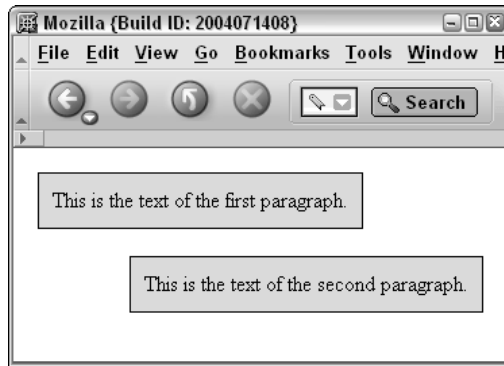 Mozilla {Build ID: 2004071408}
File Edit View Go Bookmarks Tools Window H
Search
This is the text of the first paragraph.
This is the text of the second paragraph.